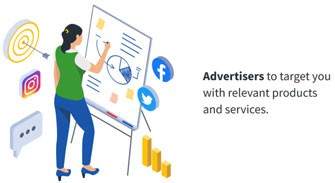 Advertisers to target you
with relevant products
and services.